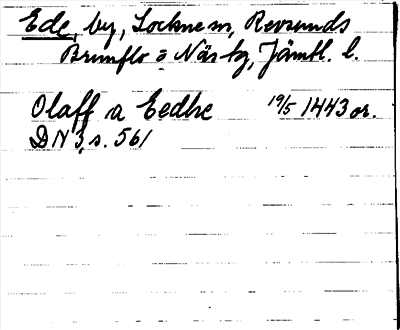 Ede, by, Lockne sn, Revsunds
Brunflo o Näs tg, Jämtl. l.
Olaff a Eedhe 19/5 1443 or.
DN 3, s. 561